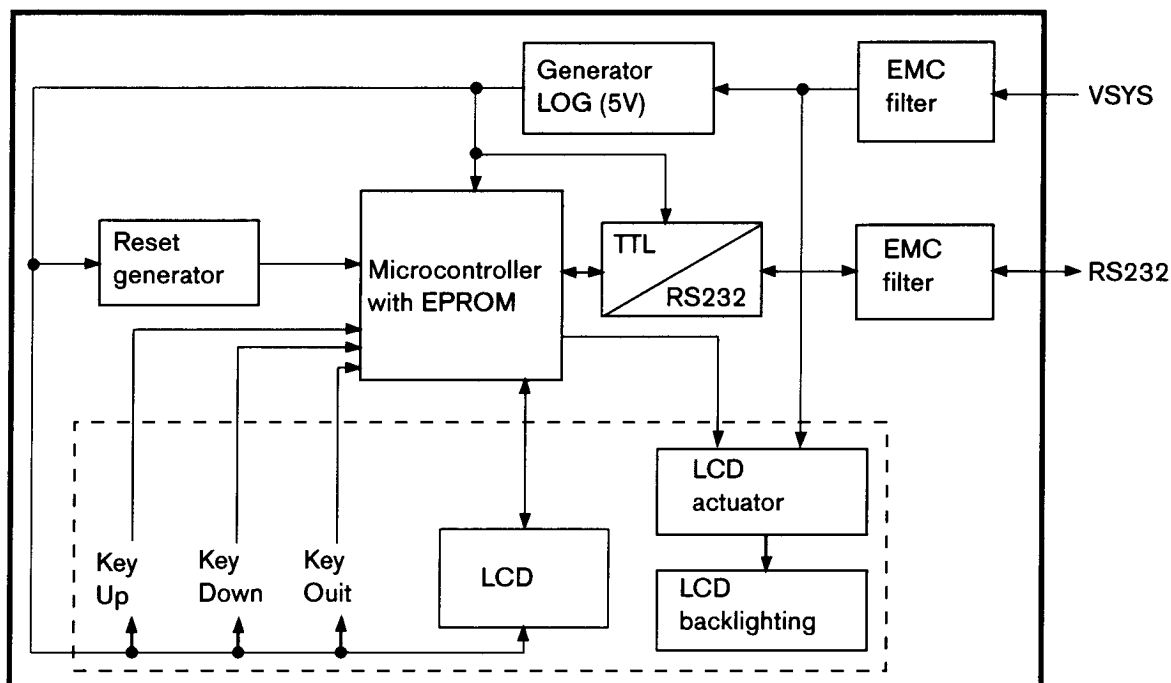 Generator
LOG (5V)
EMC
filter
VSYS
Reset
generator
Microcontroller
with EPROM
TTL
RS232
EMC
filter
RS232
LCD
actuator
Key
Up
Key
Down
Key
Ouit
LCD
LCD
backlighting